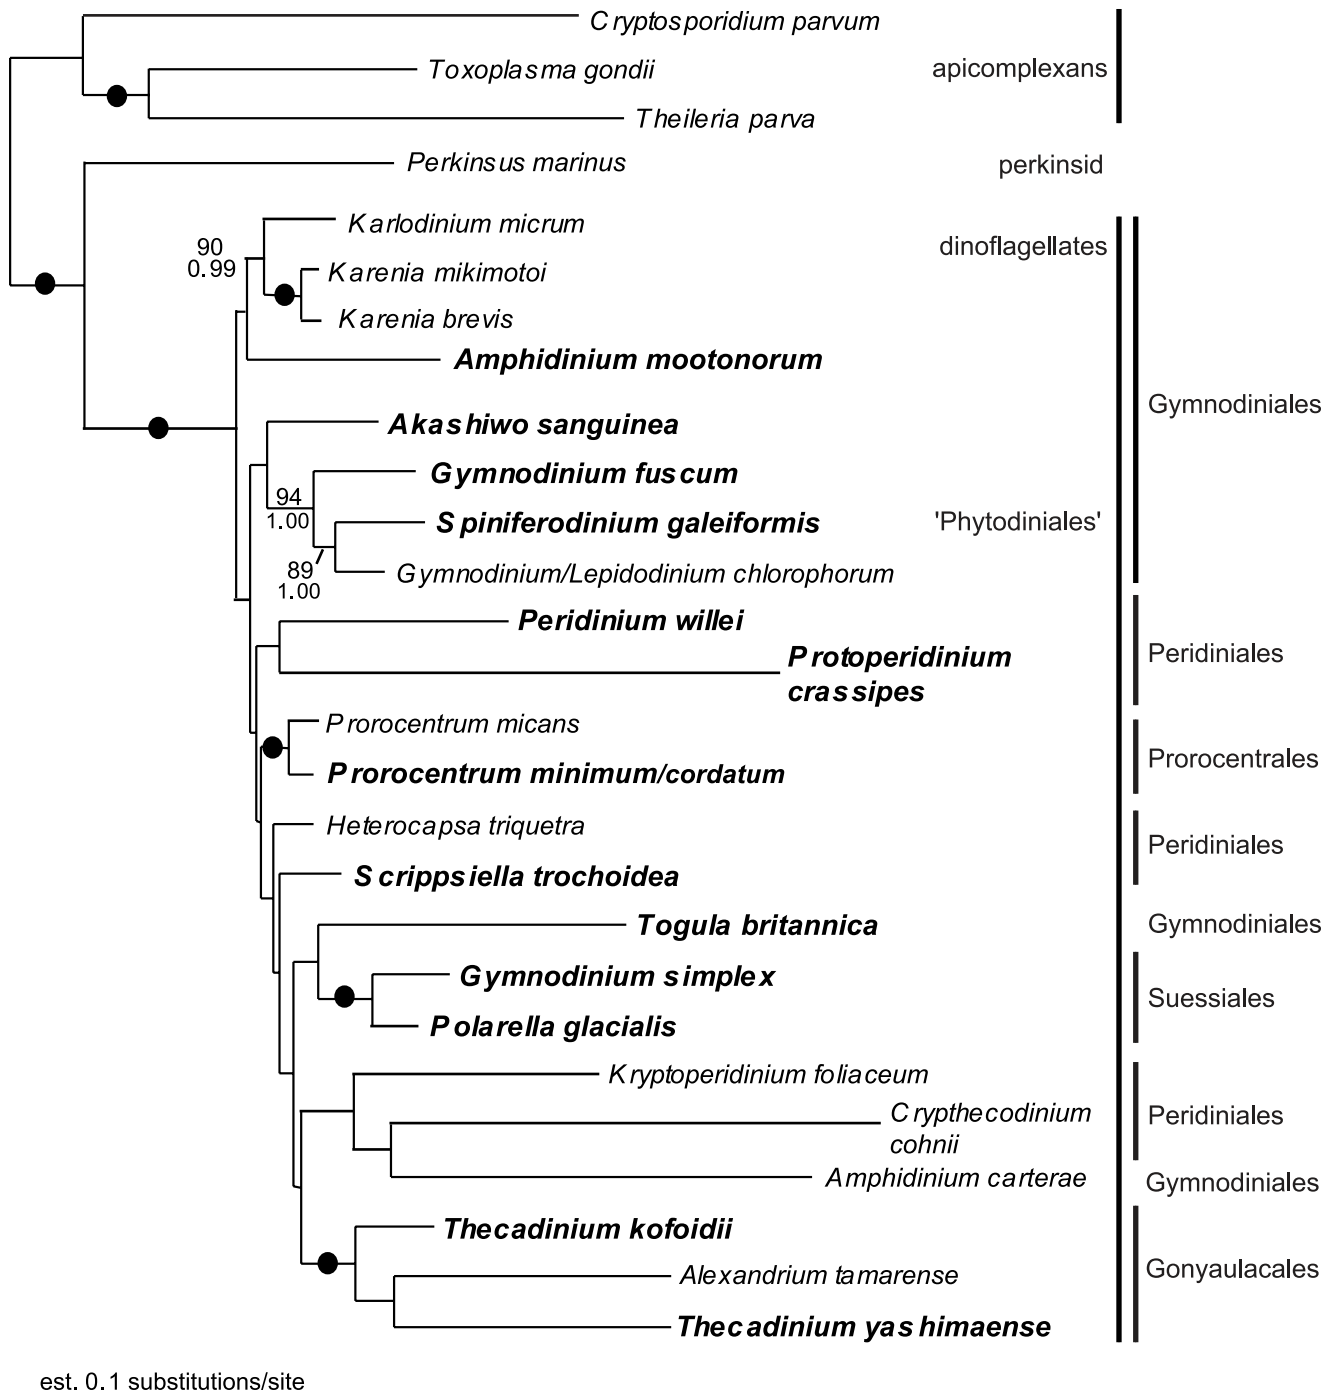 Cryptosporidium parvum
Toxoplasma gondii
apicomplexans
Theileria parva
Perkinsus marinus
perkinsid
Karlodinium micrum
dinoflagellates
90
0.99
Karenia mikimotoi
Karenia brevis
Amphidinium mootonorum
Gymnodiniales
Akashiwo sanguinea
Gymnodinium fuscum
94
1.00
Spiniferodinium galeiformis
'Phytodiniales'
89
1.00
Gymnodinium/Lepidodinium chlorophorum
Peridinium willei
Peridiniales
Protoperidinium
crassipes
Prorocentrum micans
Prorocentrales
Prorocentrum minimum/cordatum
Heterocapsa triquetra
Peridiniales
Scrippsiella trochoidea
Togula britannica
Gymnodiniales
Gymnodinium simplex
Suessiales
Polarella glacialis
Kryptoperidinium foliaceum
Crypthecodinium
cohnii
Peridiniales
Amphidinium carterae
Gymnodiniales
Thecadinium kofoidii
Alexandrium tamarense
Gonyaulacales
Thecadinium yashimaense
est. 0.1 substitutions/site